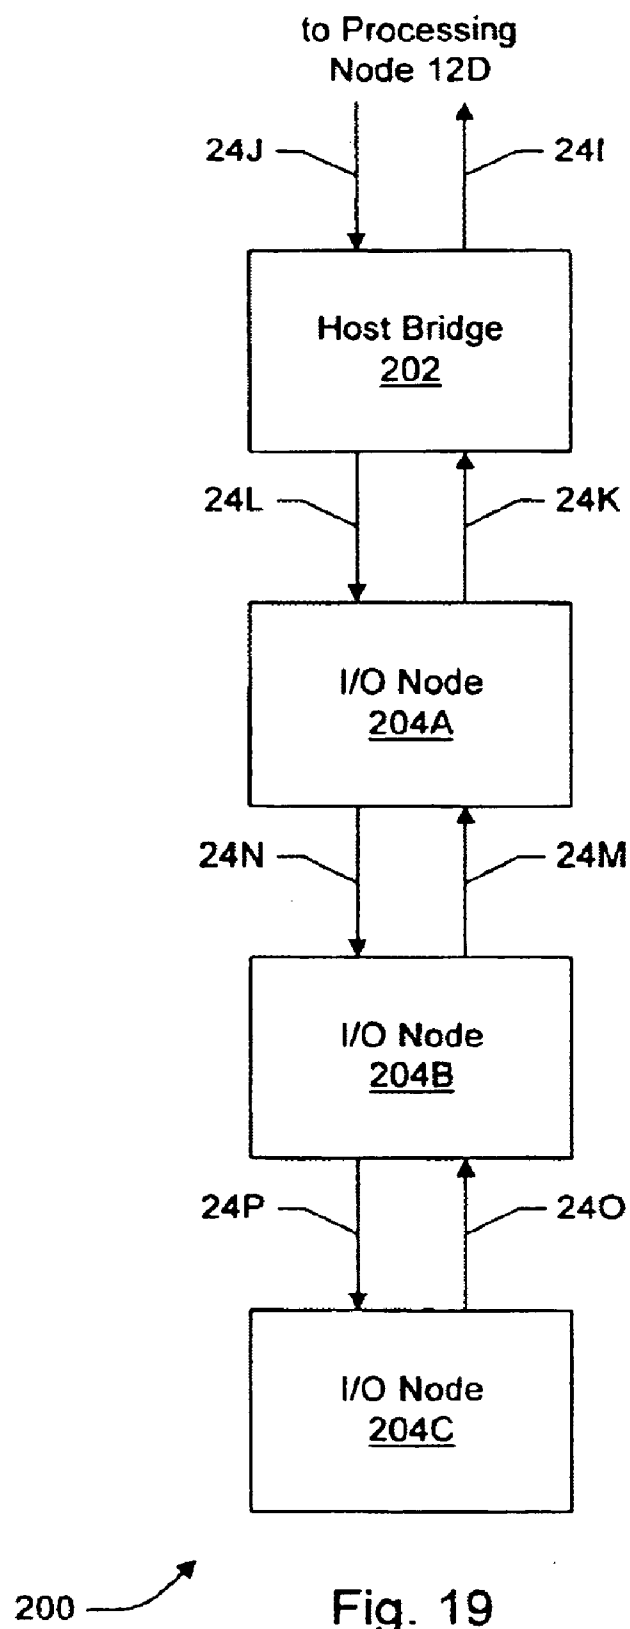 to Processing
Node 12D
24J
24I
Host Bridge
202
24L
24K
I/O Node
204A
24N
24M
I/O Node
204B
24P
24O
I/O Node
204C
200
Fig. 19